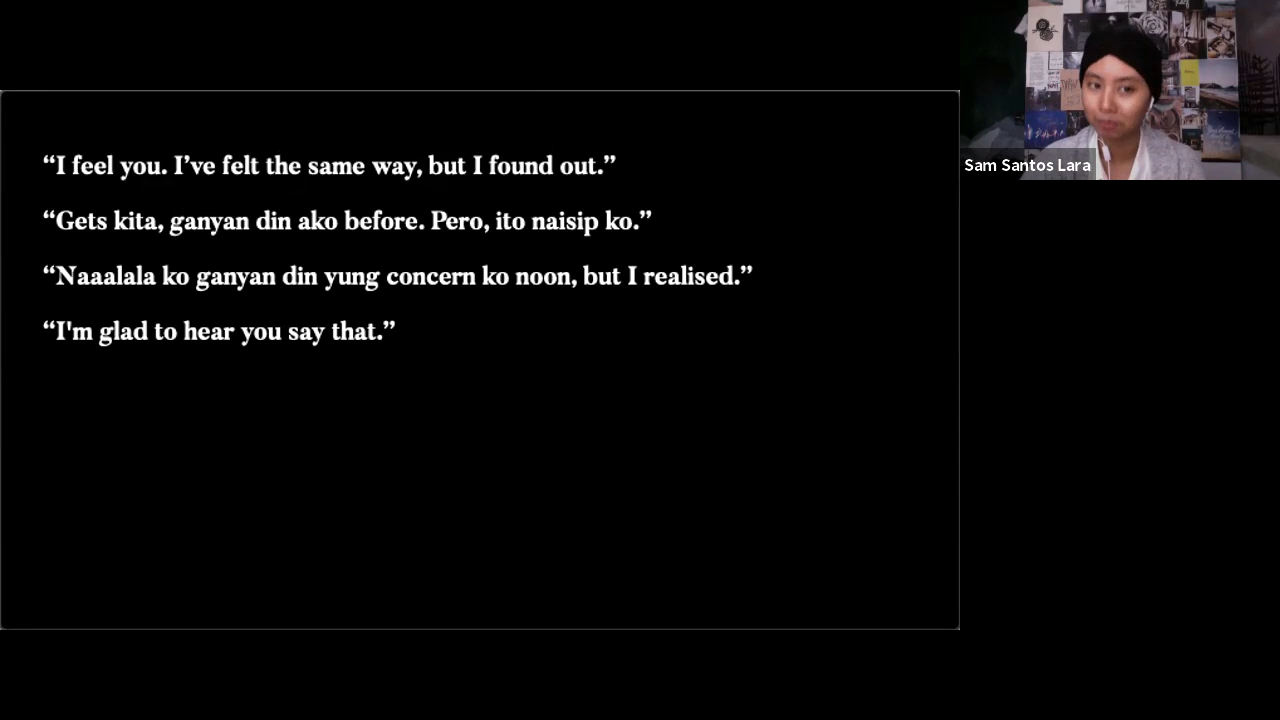 “I feel you. I’ve felt the same way, but I found out.”
“Gets kita, ganyan din ako before. Pero, ito naisip ko.”
“Naaalala ko ganyan din yung concern ko noon, but I realised.”
“I'm glad to hear you say that.”
Sam Santos Lara